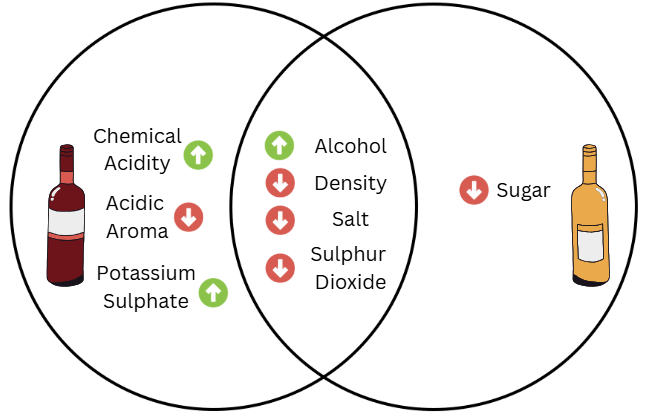 Chemical
Acidity
Acidic
Aroma
Potassium
Sulphate
Alcohol
Density
Salt
Sulphur
Dioxide
Sugar